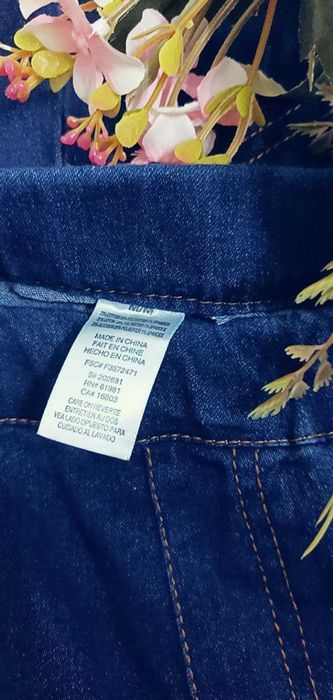 MADE IN CHINA
FAIT EN CHINE
HECHO EN CHINA
FSC# F3572471
S# 202681
RN# 61981
CA# 16803
CARE ON REVERSE
ENTRETIEN AU DOS
VEA LADO OPUESTO PARA
CUIDADO AL LAVADO